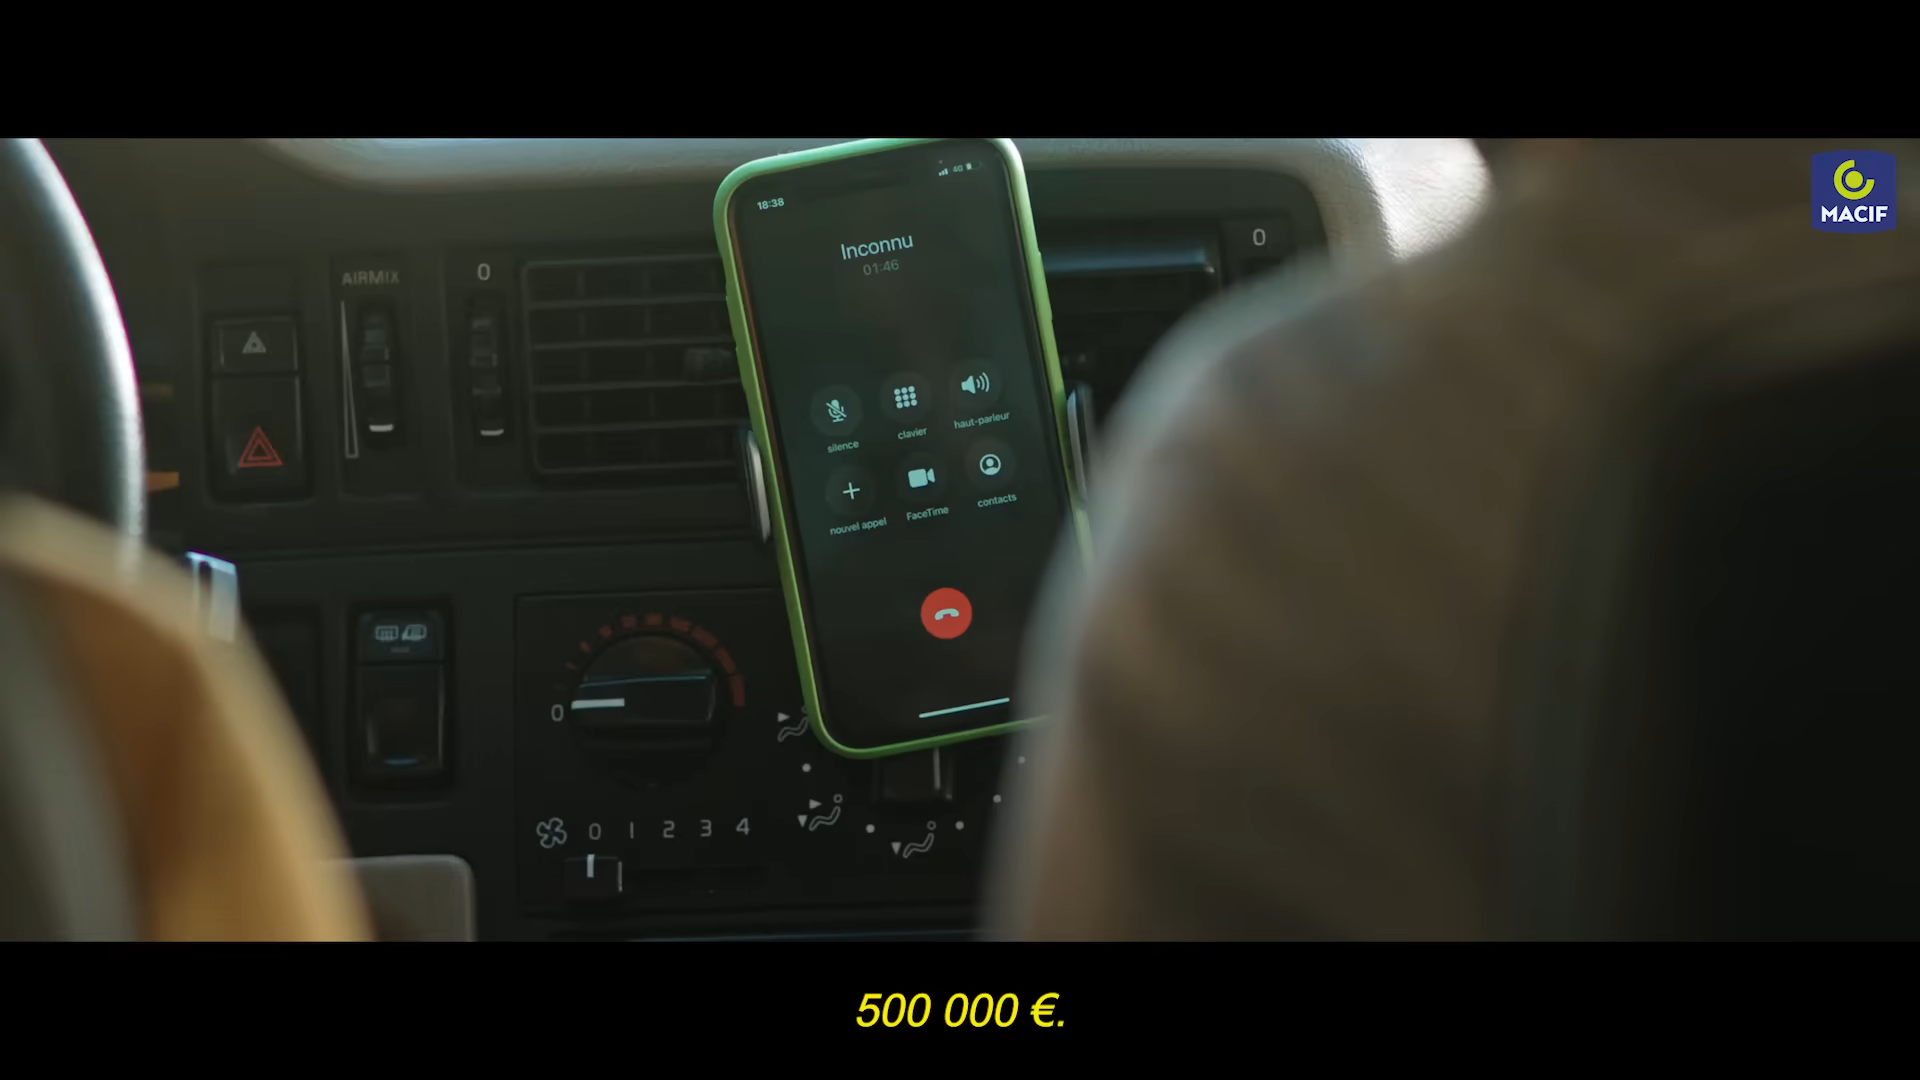 MACIF
18:38
4G
Inconnu
01:46
silence
clavier
haut-parleur
nouvel appel
FaceTime
contacts
AIRMIX
0
0
0
0 1 2 3 4
500 000 €.